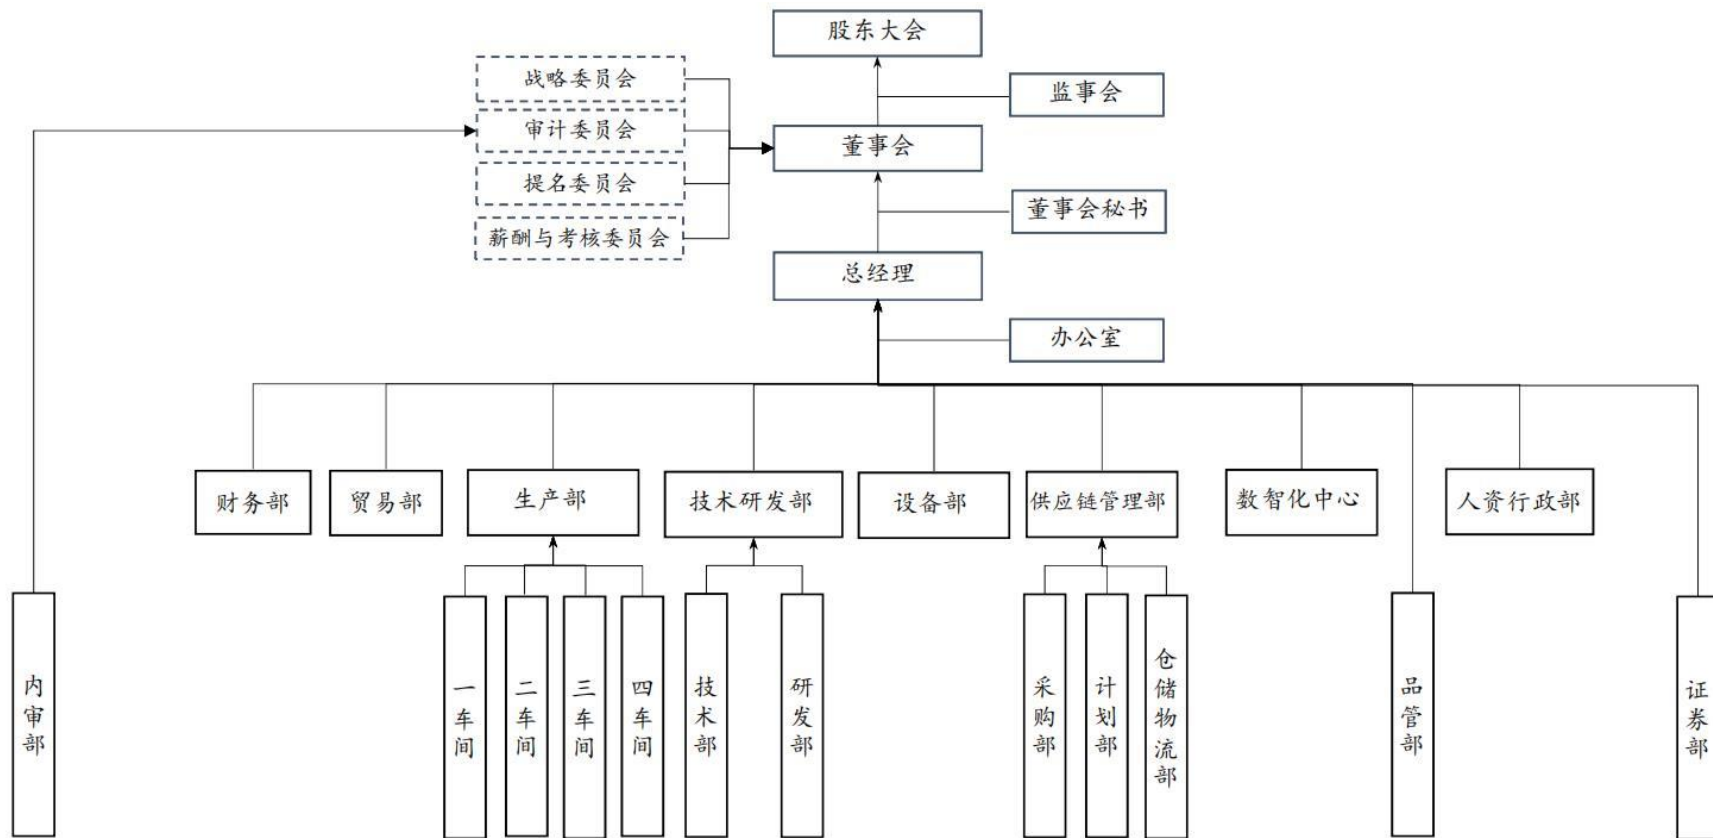 股东大会
战略委员会
监事会
审计委员会
董事会
提名委员会
董事会秘书
薪酬与考核委员会
总经理
办公室
财务部
贸易部
生产部
技术研发部
设备部
供应链管理部
数智化中心
人资行政部
内审部
一车间
二车间
三车间
四车间
技术部
研发部
采购部
计划部
仓储物流部
品管部
证券部